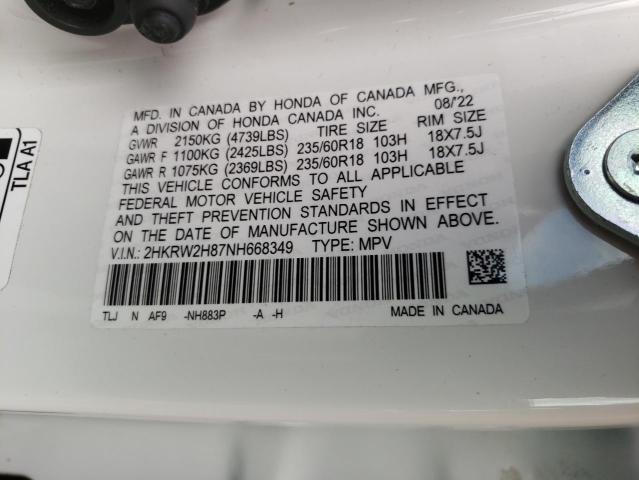 MFD. IN CANADA BY HONDA OF CANADA MFG.,
A DIVISION OF HONDA CANADA INC. 08/'22
GVWR 2150KG (4739LBS) TIRE SIZE RIM SIZE
GAWR F 1100KG (2425LBS) 235/60R18 103H 18X7.5J
GAWR R 1075KG (2369LBS) 235/60R18 103H 18X7.5J
THIS VEHICLE CONFORMS TO ALL APPLICABLE
FEDERAL MOTOR VEHICLE SAFETY
AND THEFT PREVENTION STANDARDS IN EFFECT
ON THE DATE OF MANUFACTURE SHOWN ABOVE.
V.I.N.: 2HKRW2H87NH668349 TYPE: MPV
TLJ N AF9 -NH883P -A -H MADE IN CANADA
TLA A1